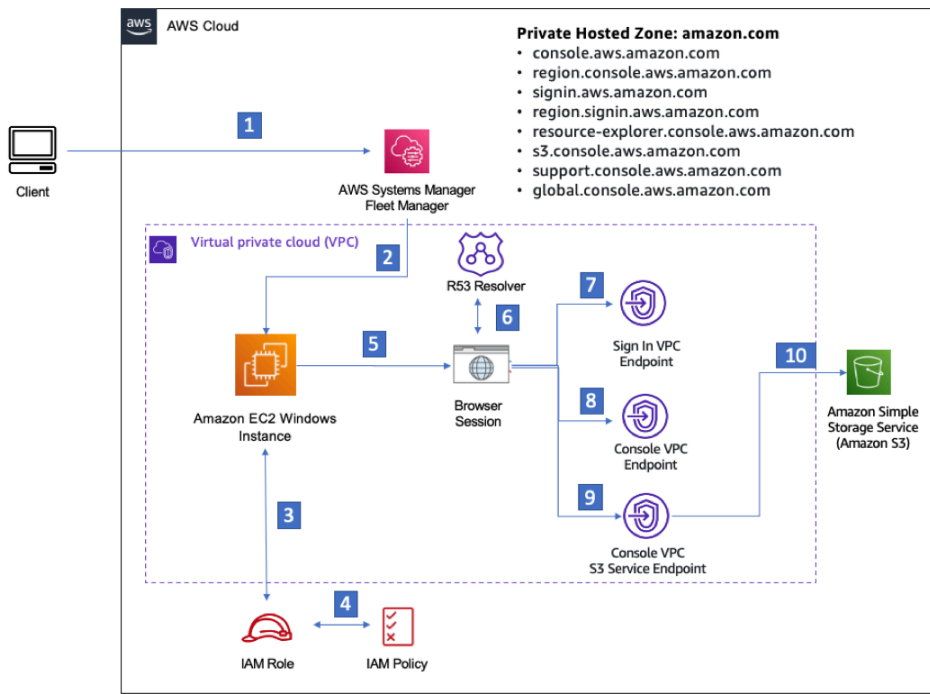 aws
AWS Cloud
Private Hosted Zone: amazon.com
• console.aws.amazon.com
• region.console.aws.amazon.com
• signin.aws.amazon.com
• region.signin.aws.amazon.com
• resource-explorer.console.aws.amazon.com
• s3.console.aws.amazon.com
• support.console.aws.amazon.com
• global.console.aws.amazon.com
1
Client
AWS Systems Manager
Fleet Manager
Virtual private cloud (VPC)
2
R53 Resolver
6
7
Sign In VPC
Endpoint
5
Amazon EC2 Windows
Instance
Browser
Session
8
Console VPC
Endpoint
10
Amazon Simple
Storage Service
(Amazon S3)
3
9
Console VPC
S3 Service Endpoint
4
IAM Role
IAM Policy